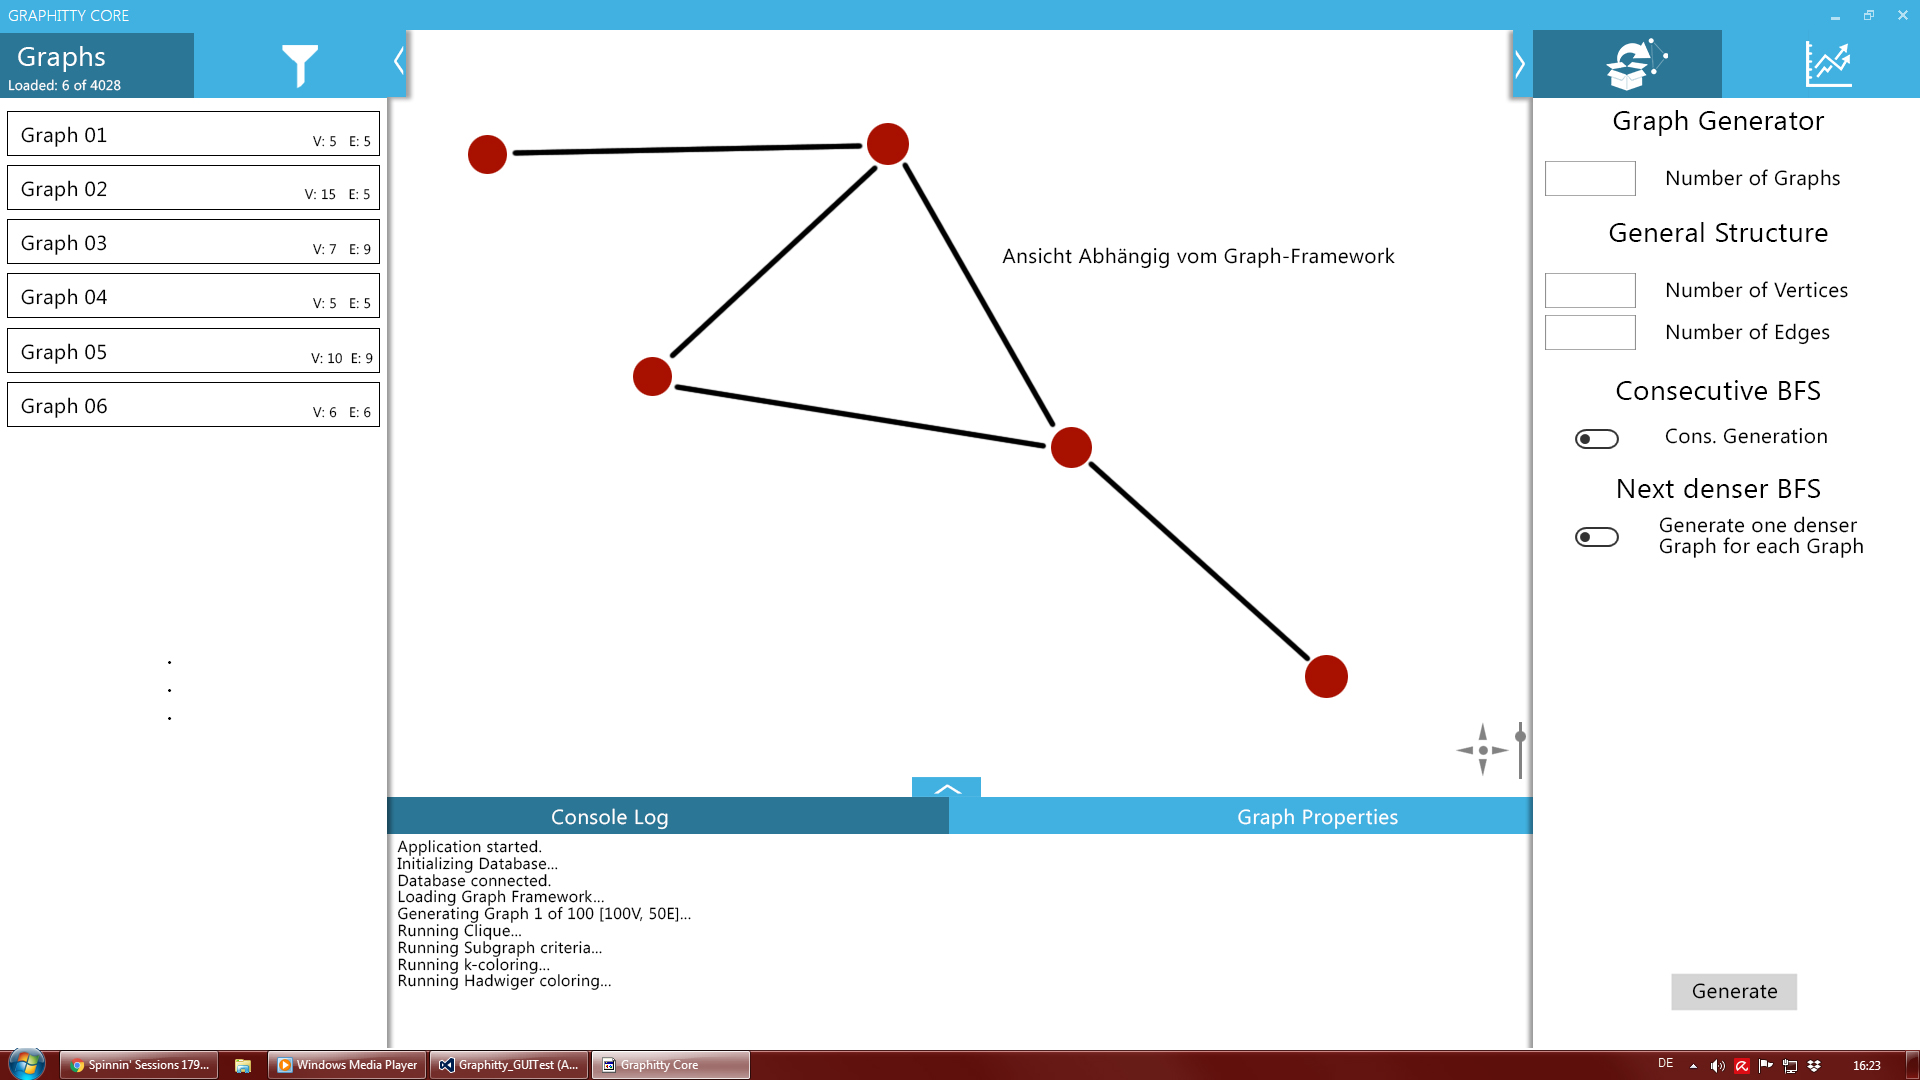 GRAPHITTY CORE
Graphs
Loaded: 6 of 4028
Graph 01
V: 5 E: 5
Graph 02
V: 15 E: 5
Graph 03
V: 7 E: 9
Graph 04
V: 5 E: 5
Graph 05
V: 10 E: 9
Graph 06
V: 6 E: 6
.
.
.
Ansicht Abhängig vom Graph-Framework
Console Log
Graph Properties
Application started.
Initializing Database...
Database connected.
Loading Graph Framework...
Generating Graph 1 of 100 [100V, 50E]...
Running Clique...
Running Subgraph criteria...
Running k-coloring...
Running Hadwiger coloring...
Graph Generator
Number of Graphs
General Structure
Number of Vertices
Number of Edges
Consecutive BFS
Cons. Generation
Next denser BFS
Generate one denser
Graph for each Graph
Generate
Spinnin' Sessions 179...
Windows Media Player
Graphitty_GUITest (A...
Graphitty Core
DE
16:23